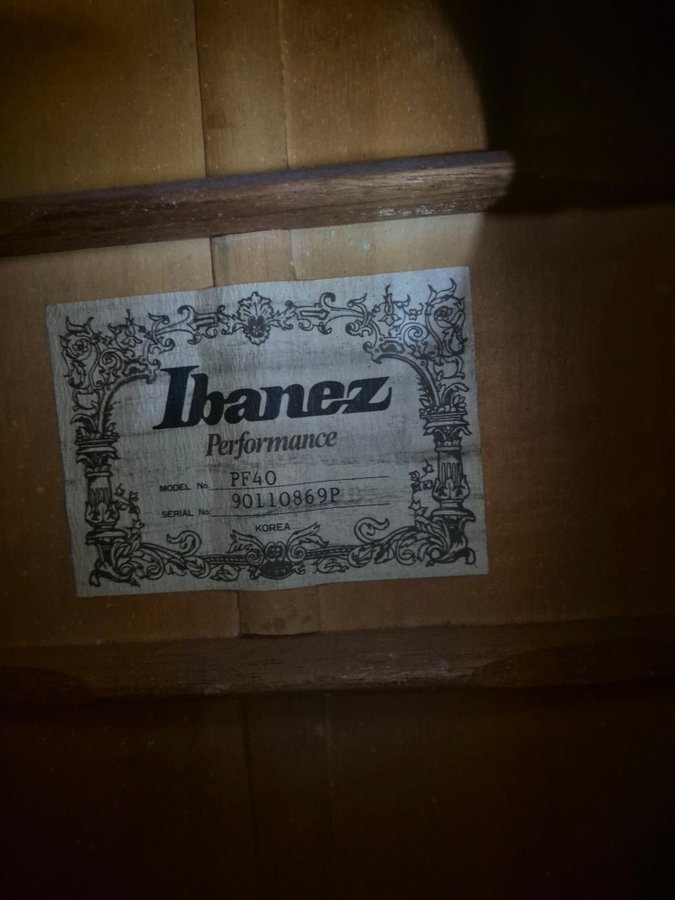 Ibanez
Performance
MODEL No. PF40
SERIAL No. 90110869P
KOREA